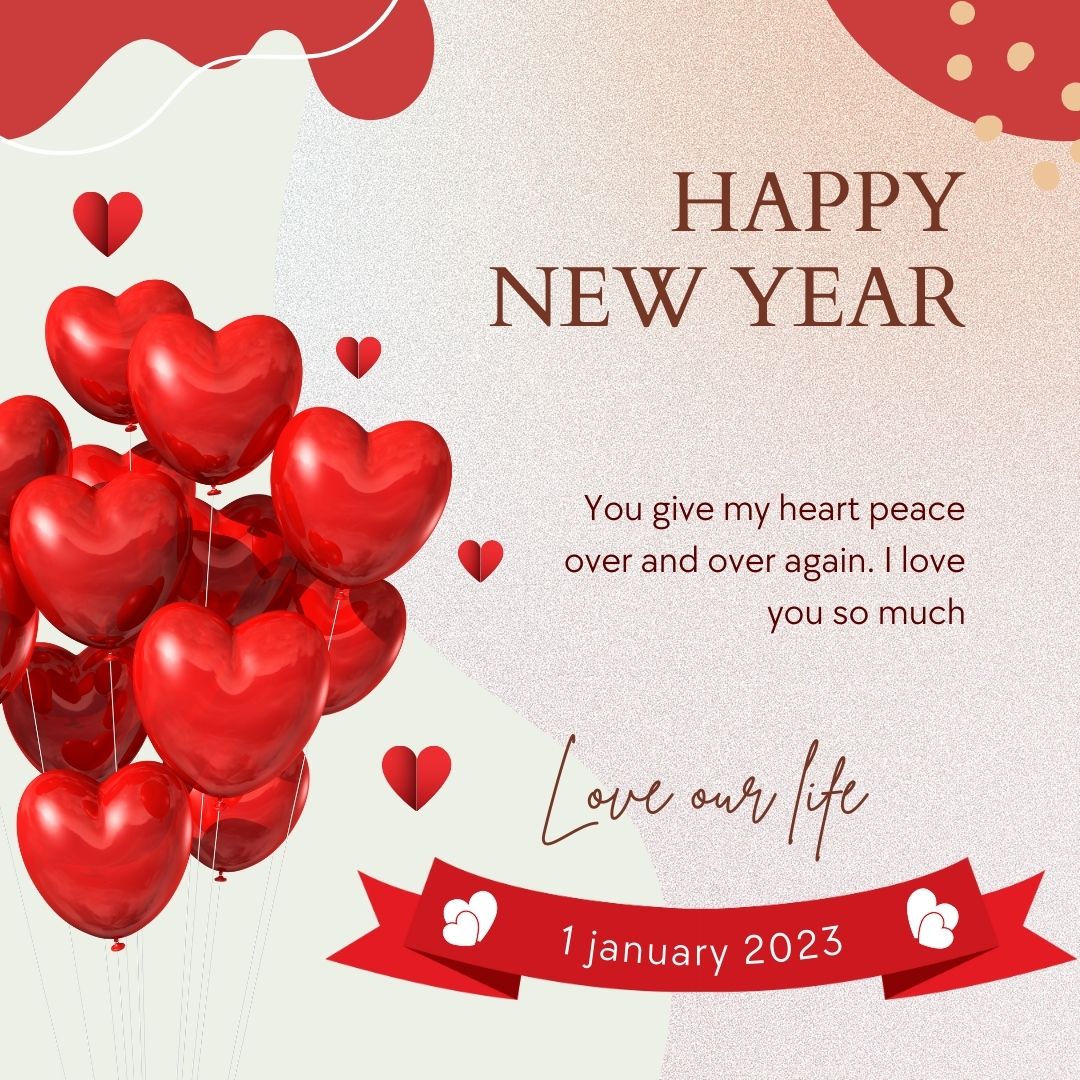 HAPPY
NEW YEAR
You give my heart peace
over and over again. I love
you so much
Love our life
1 january 2023